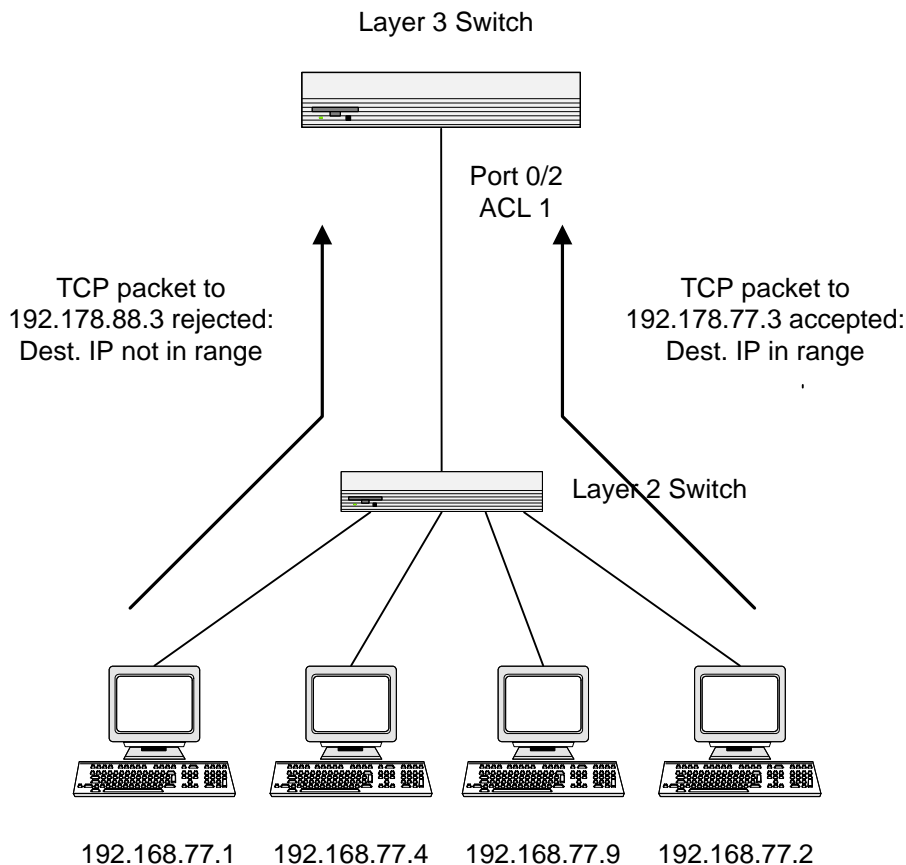 Layer 3 Switch
Port 0/2
ACL 1
TCP packet to
192.178.88.3 rejected:
Dest. IP not in range
TCP packet to
192.178.77.3 accepted:
Dest. IP in range
Layer 2 Switch
192.168.77.1 192.168.77.4 192.168.77.9 192.168.77.2